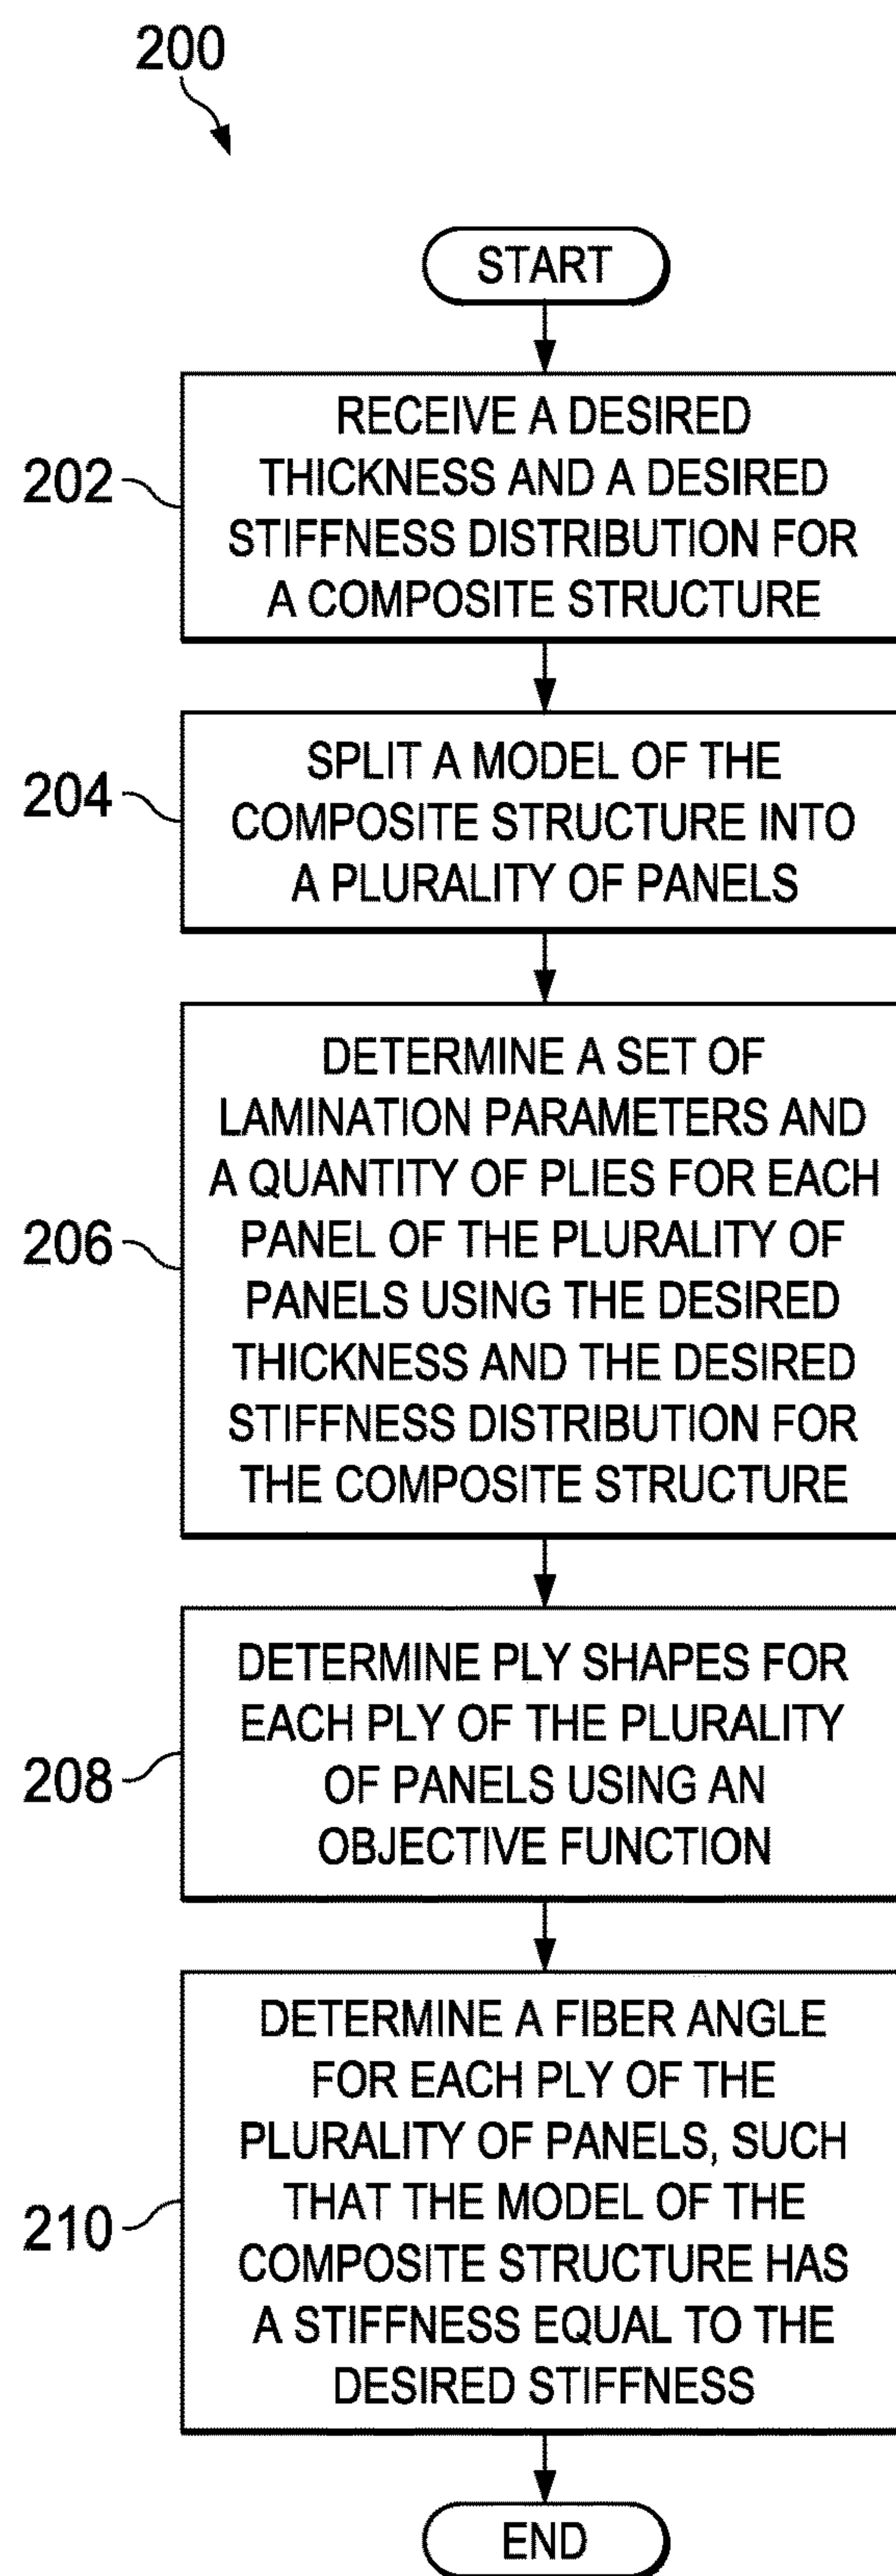 200
START
202
RECEIVE A DESIRED
THICKNESS AND A DESIRED
STIFFNESS DISTRIBUTION FOR
A COMPOSITE STRUCTURE
204
SPLIT A MODEL OF THE
COMPOSITE STRUCTURE INTO
A PLURALITY OF PANELS
206
DETERMINE A SET OF
LAMINATION PARAMETERS AND
A QUANTITY OF PLIES FOR EACH
PANEL OF THE PLURALITY OF
PANELS USING THE DESIRED
THICKNESS AND THE DESIRED
STIFFNESS DISTRIBUTION FOR
THE COMPOSITE STRUCTURE
208
DETERMINE PLY SHAPES FOR
EACH PLY OF THE PLURALITY
OF PANELS USING AN
OBJECTIVE FUNCTION
210
DETERMINE A FIBER ANGLE
FOR EACH PLY OF THE
PLURALITY OF PANELS, SUCH
THAT THE MODEL OF THE
COMPOSITE STRUCTURE HAS
A STIFFNESS EQUAL TO THE
DESIRED STIFFNESS
END